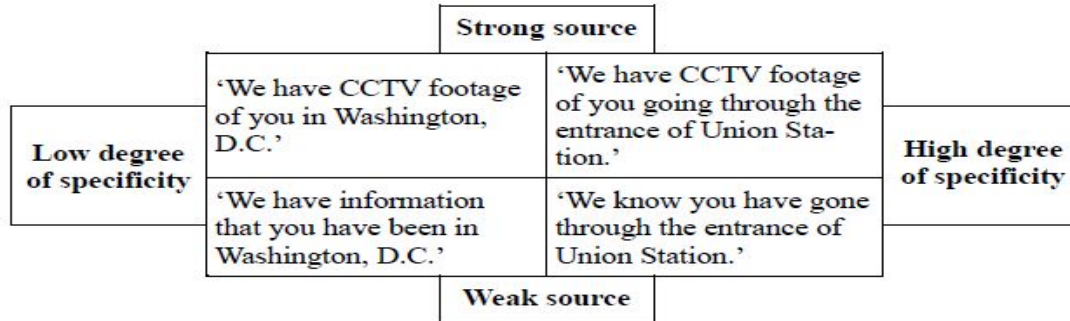 Strong source
'We have CCTV footage
of you in Washington,
D.C.'
'We have CCTV footage
of you going through the
entrance of Union Sta-
tion.'
Low degree
of specificity
High degree
of specificity
'We have information
that you have been in
Washington, D.C.'
'We know you have gone
through the entrance of
Union Station.'
Weak source